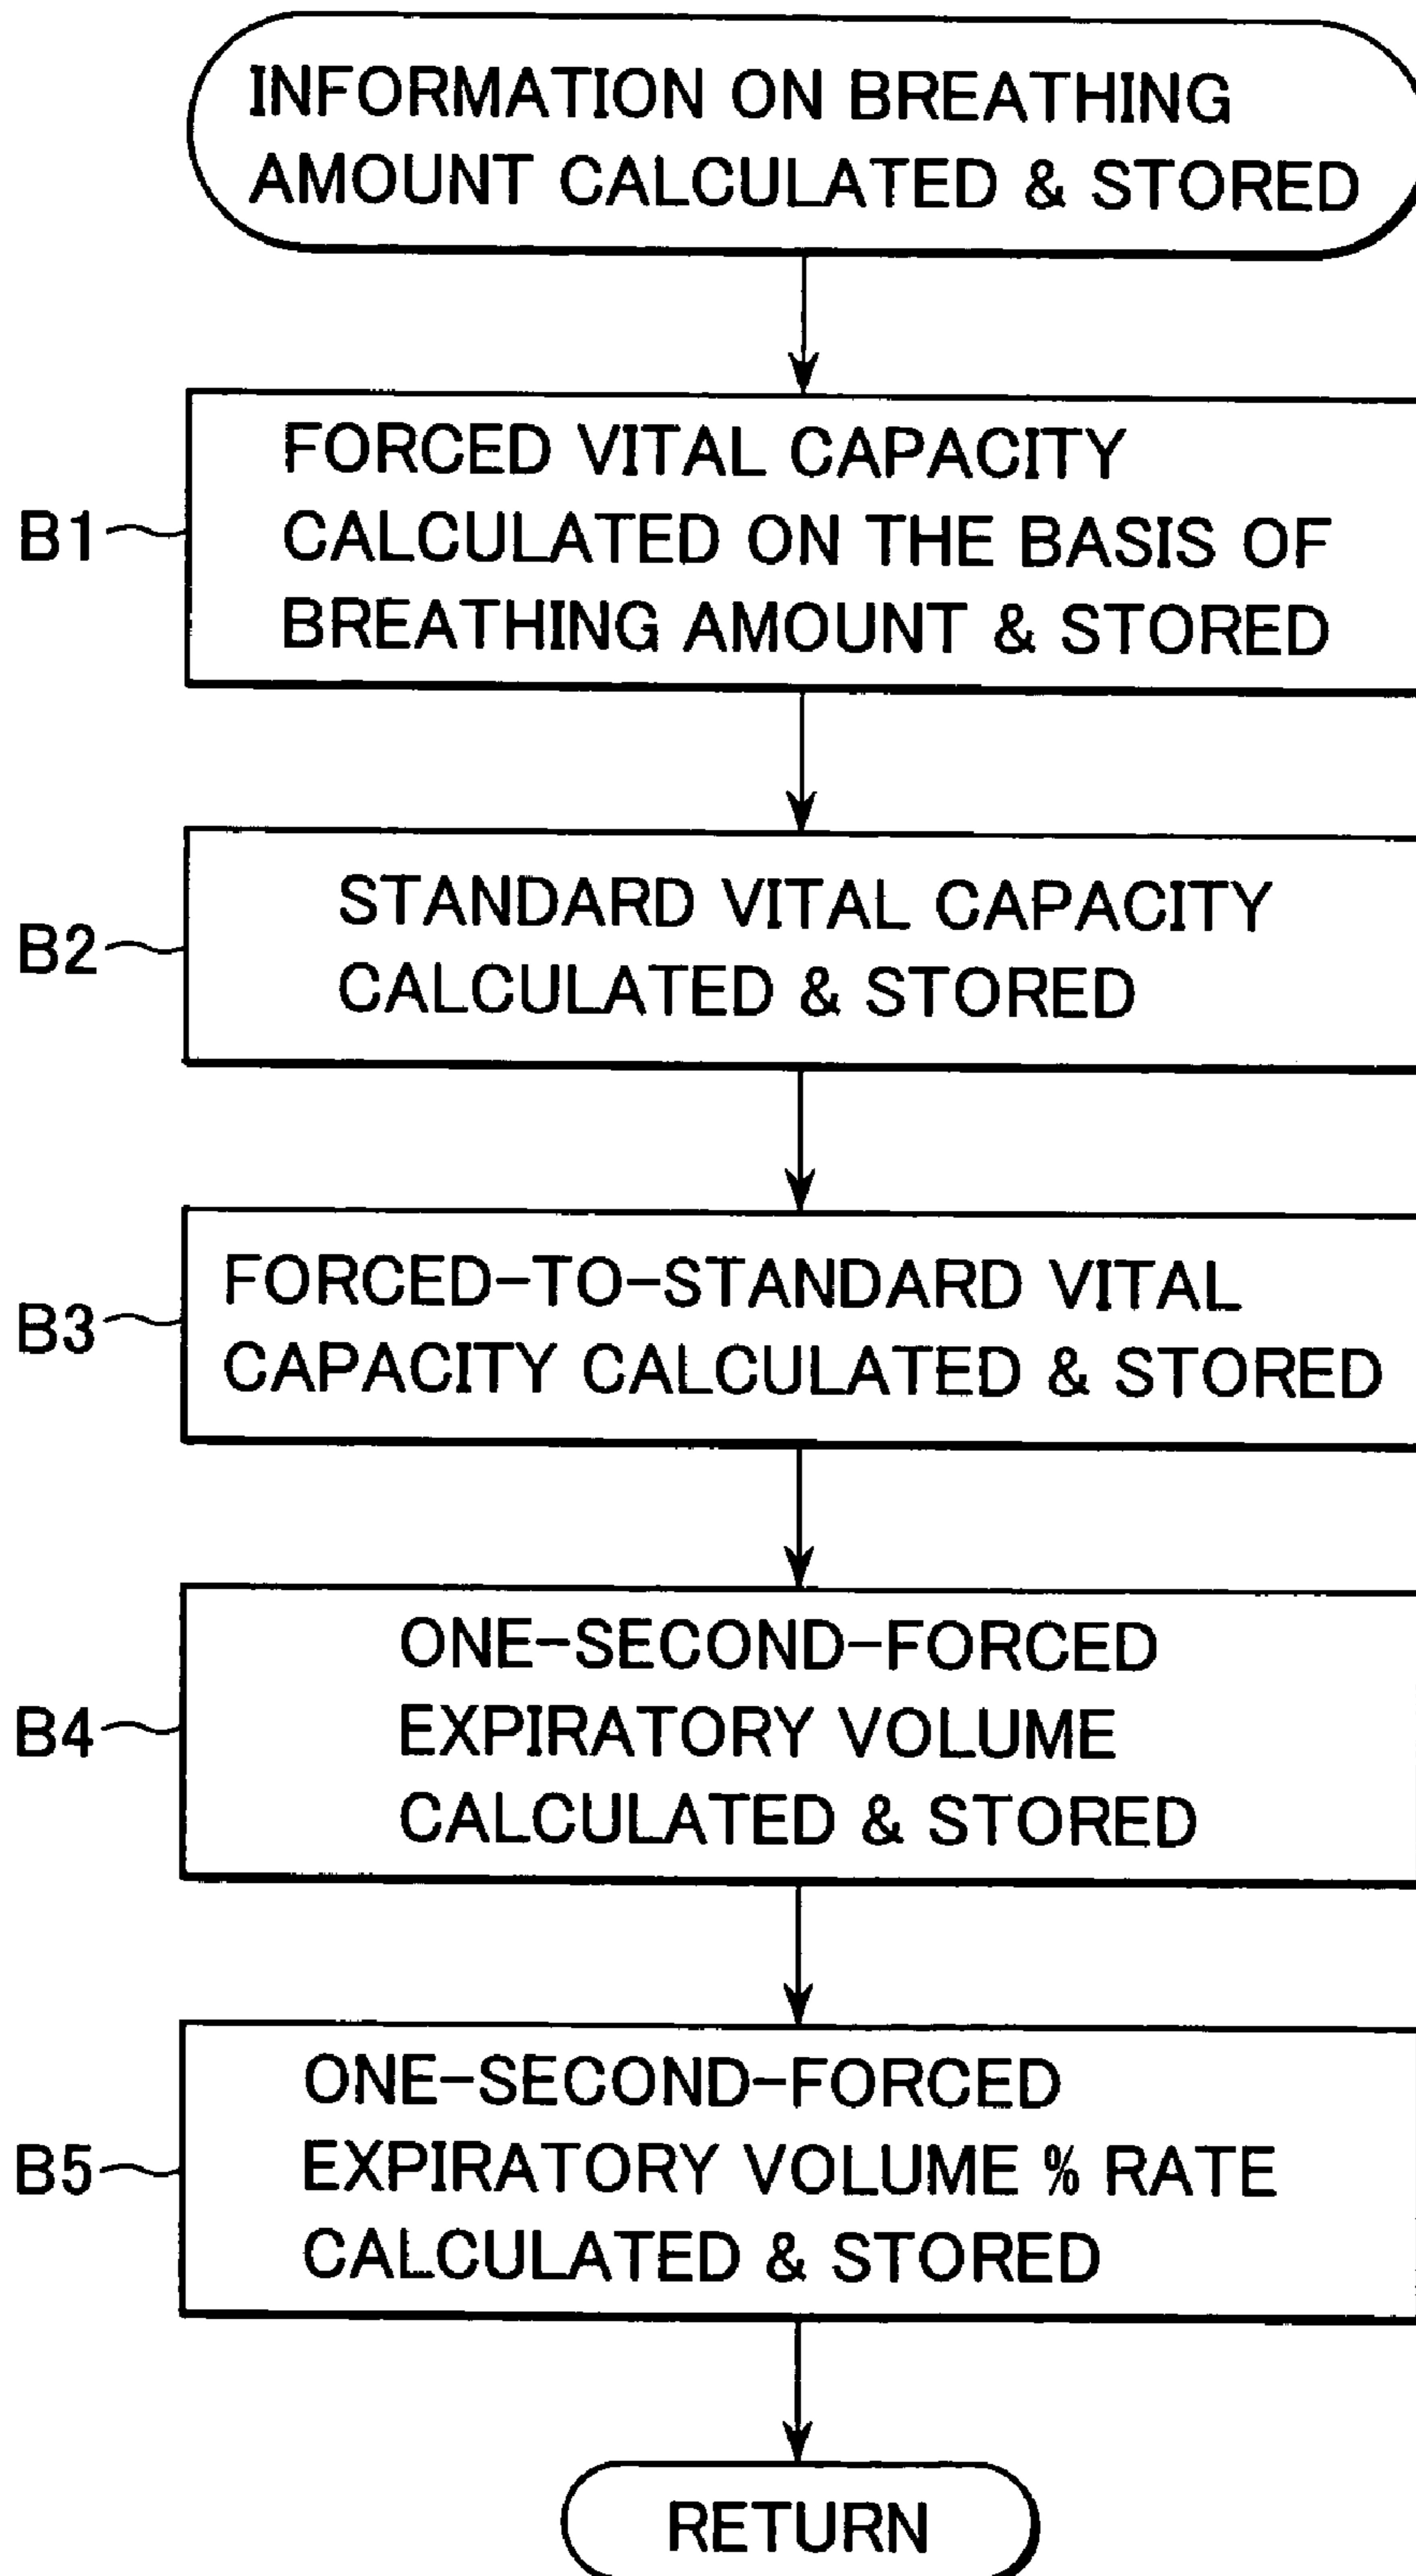 INFORMATION ON BREATHING
AMOUNT CALCULATED & STORED
B1
FORCED VITAL CAPACITY
CALCULATED ON THE BASIS OF
BREATHING AMOUNT & STORED
B2
STANDARD VITAL CAPACITY
CALCULATED & STORED
B3
FORCED-TO-STANDARD VITAL
CAPACITY CALCULATED & STORED
B4
ONE-SECOND-FORCED
EXPIRATORY VOLUME
CALCULATED & STORED
B5
ONE-SECOND-FORCED
EXPIRATORY VOLUME % RATE
CALCULATED & STORED
RETURN